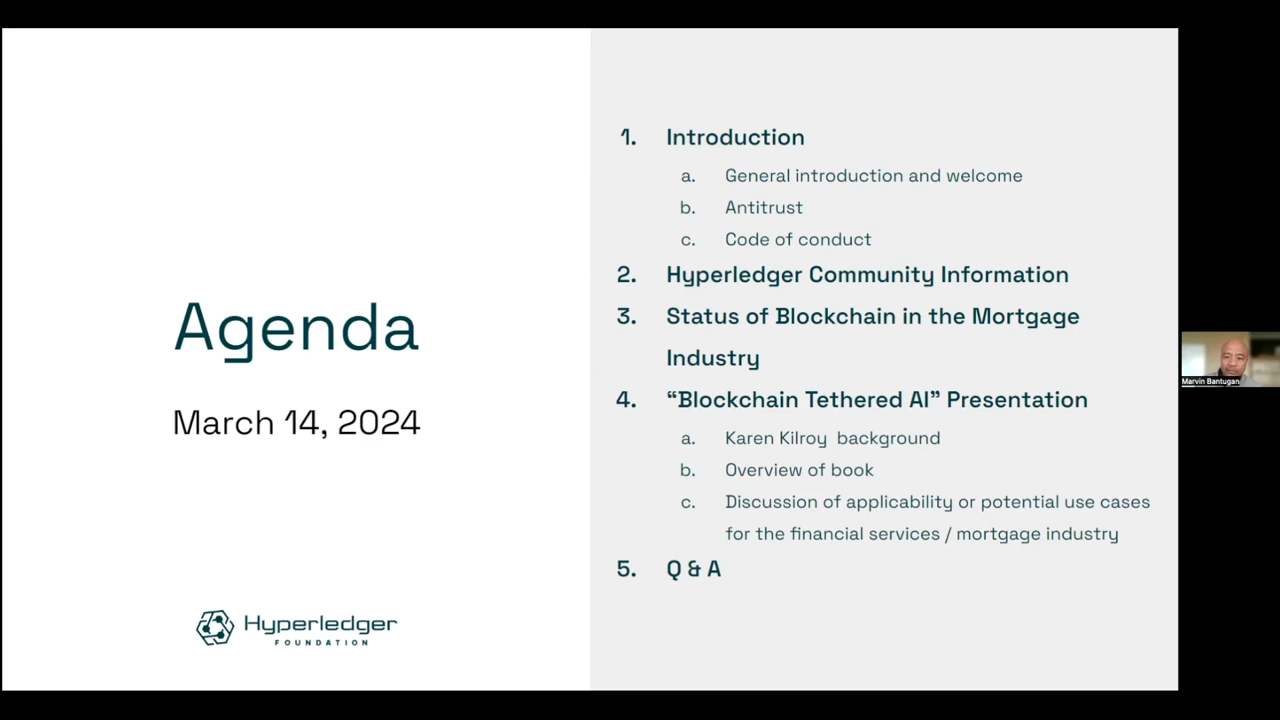 Agenda
March 14, 2024
Hyperledger
FOUNDATION
1. Introduction
a. General introduction and welcome
b. Antitrust
c. Code of conduct
2. Hyperledger Community Information
3. Status of Blockchain in the Mortgage
Industry
4. “Blockchain Tethered AI” Presentation
a. Karen Kilroy background
b. Overview of book
c. Discussion of applicability or potential use cases
for the financial services / mortgage industry
5. Q & A
Marvin Bantugan